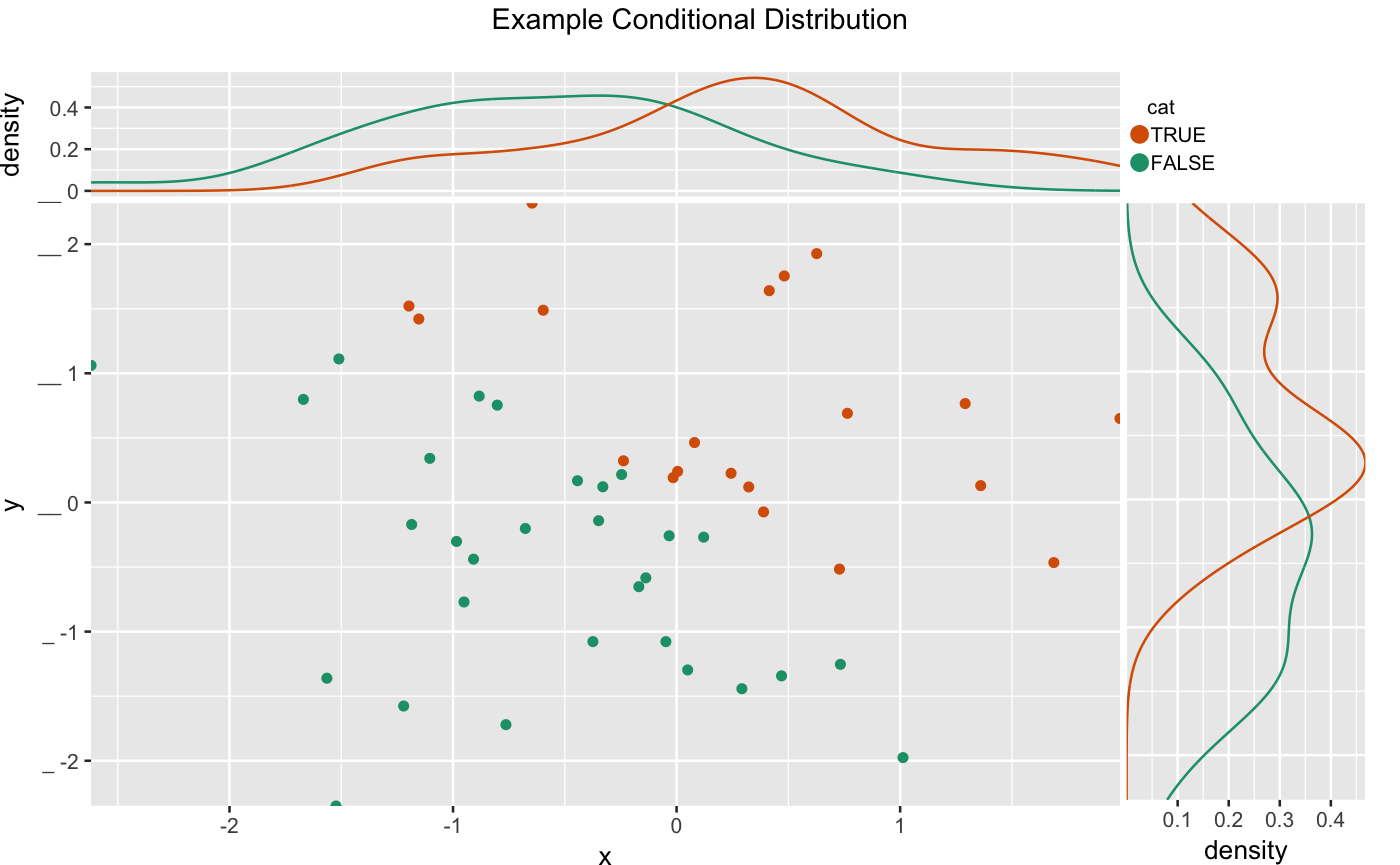 Example Conditional Distribution
density
0.4
0.2
0
cat
TRUE
FALSE
y
2
1
0
-1
-2
-2 -1 0 1
x
0.1 0.2 0.3 0.4
density